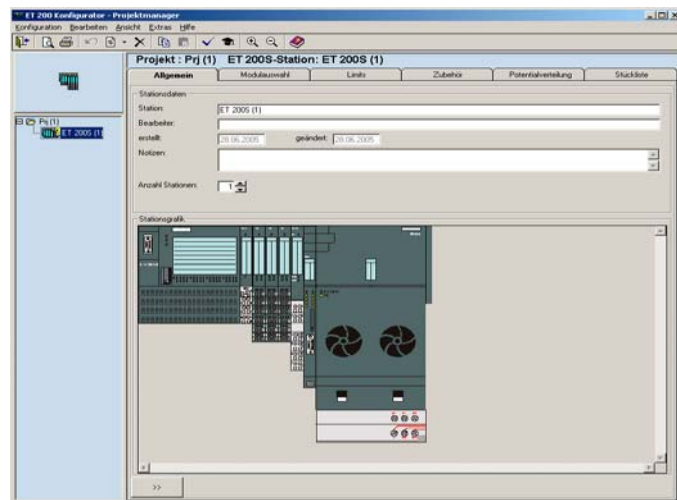 ET 200 Konfigurator - Projektmanager
Konfiguration Bearbeiten Ansicht Extras Hilfe
Projekt : Prj (1) ET 200S-Station: ET 200S (1)
Allgemein Modulauswahl Limits Zubehör Potentialverteilung Stückliste
Prj (1)
ET 200S (1)
Stationsdaten
Station: ET 200S (1)
Bearbeiter:
erstellt: 28.06.2005 geändert: 28.06.2005
Notizen:
Anzahl Stationen: 1
Stationsgrafik
>>